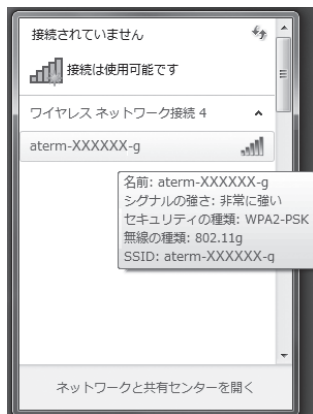 接続されていません
接続は使用可能です
ワイヤレス ネットワーク接続 4
aterm-XXXXXX-g
名前: aterm-XXXXXX-g
シグナルの強さ: 非常に強い
セキュリティの種類: WPA2-PSK
無線の種類: 802.11g
SSID: aterm-XXXXXX-g
ネットワークと共有センターを開く